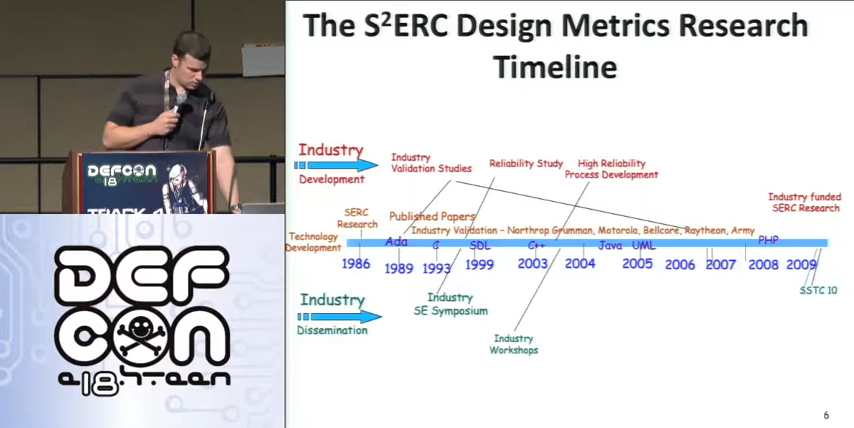 The S²ERC Design Metrics Research
Timeline
Industry
Development
Industry
Validation Studies
Reliability Study
High Reliability
Process Development
Industry funded
SERC Research
SERC
Research
Published Papers
Industry Validation – Northrop Grumman, Motorola, Bellcore, Raytheon, Army
Technology
Development
Ada
C
SDL
C++
Java
UML
PHP
1986
1989
1993
1999
2003
2004
2005
2006
2007
2008
2009
SSTC 10
Industry
Dissemination
Industry
SE Symposium
Industry
Workshops
6
DEFCON
18
DEF
CON
e18h-teen